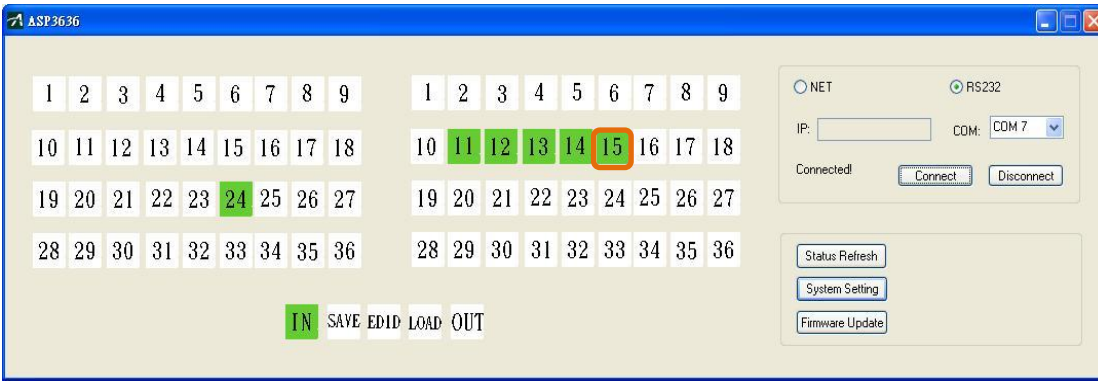 ASP3636
1 2 3 4 5 6 7 8 9
10 11 12 13 14 15 16 17 18
19 20 21 22 23 24 25 26 27
28 29 30 31 32 33 34 35 36
1 2 3 4 5 6 7 8 9
10 11 12 13 14 15 16 17 18
19 20 21 22 23 24 25 26 27
28 29 30 31 32 33 34 35 36
IN SAVE EDID LOAD OUT
NET RS232
IP: COM: COM 7
Connected! Connect Disconnect
Status Refresh
System Setting
Firmware Update